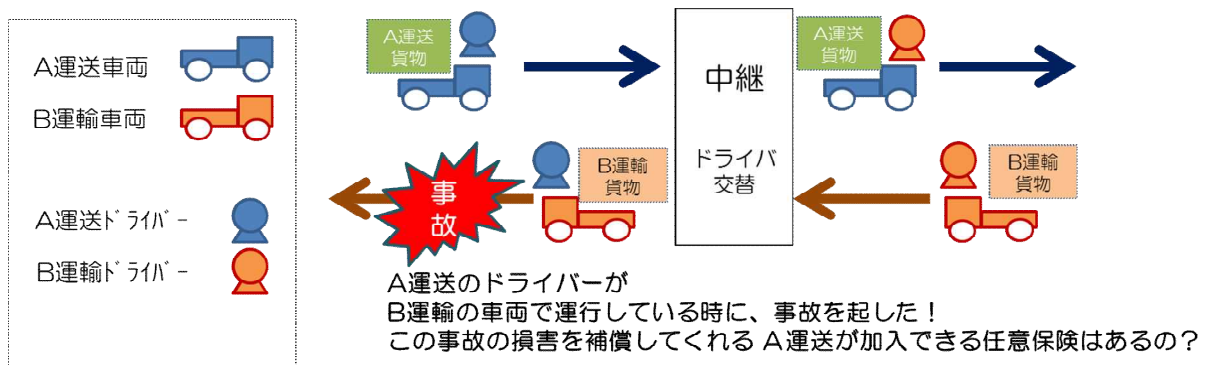 A運送車両
B運輸車両
A運送ﾄﾞﾗｲﾊﾞｰ
B運輸ﾄﾞﾗｲﾊﾞｰ
A運送
貨物
中継
ドライバ
交替
A運送
貨物
事
故
B運輸
貨物
B運輸
貨物
A運送のドライバーが
B運輸の車両で運行している時に、事故を起した！
この事故の損害を補償してくれる A運送が加入できる任意保険はあるの？